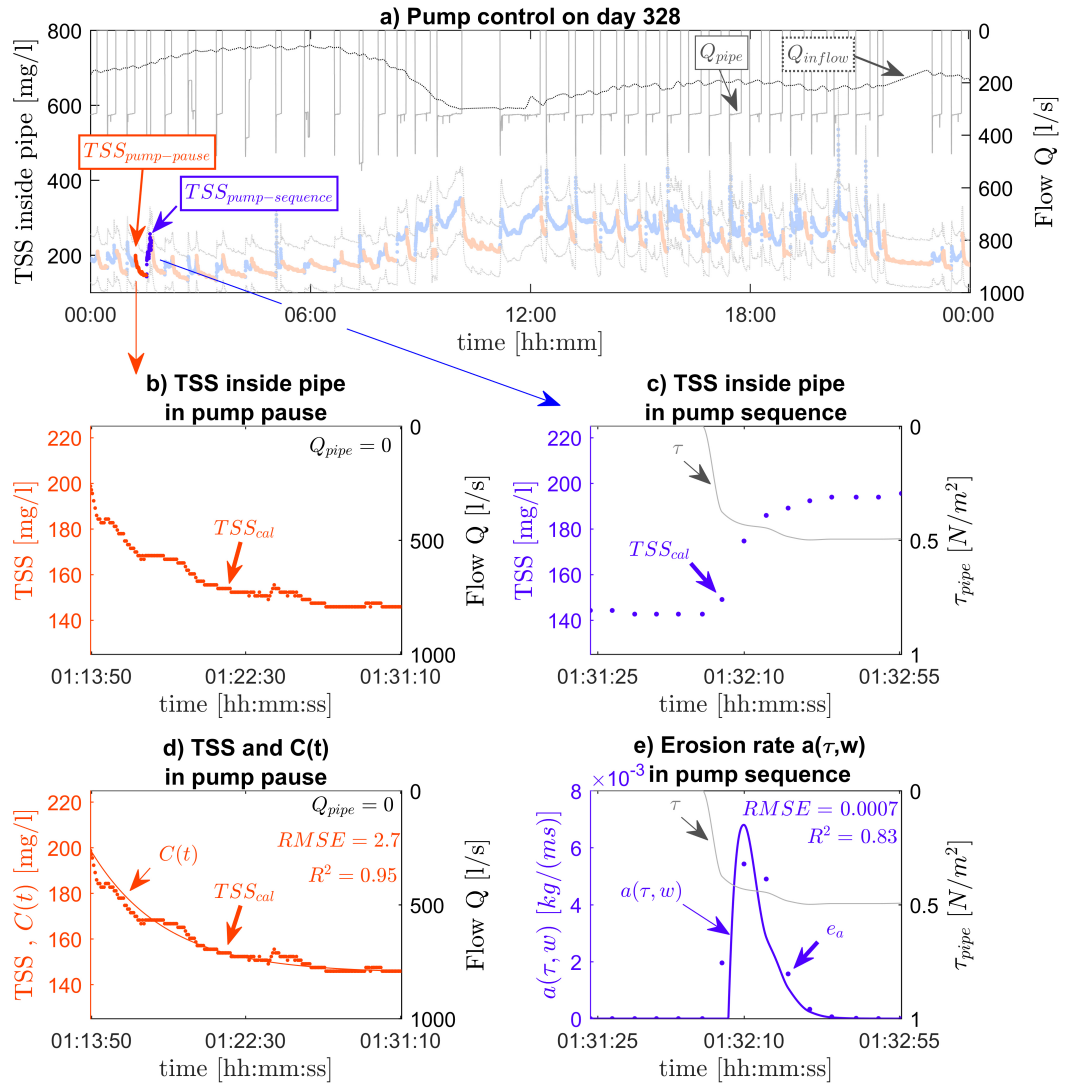 a) Pump control on day 328
TSS inside pipe [mg/l]
800
600
400
200
Q_pipe
Q_inflow
TSS_pump−pause
TSS_pump−sequence
0
200
400
600
800
1000
Flow Q [l/s]
00:00
06:00
12:00
18:00
00:00
time [hh:mm]
b) TSS inside pipe
in pump pause
TSS [mg/l]
220
200
180
160
140
Q_pipe = 0
TSS_cal
0
500
1000
Flow Q [l/s]
01:13:50
01:22:30
01:31:10
time [hh:mm:ss]
c) TSS inside pipe
in pump sequence
TSS [mg/l]
220
200
180
160
140
τ
TSS_cal
0
0.5
1
τ_pipe [N/m²]
01:31:25
01:32:10
01:32:55
time [hh:mm:ss]
d) TSS and C(t)
in pump pause
TSS , C(t) [mg/l]
220
200
180
160
140
Q_pipe = 0
RMSE = 2.7
R² = 0.95
C(t)
TSS_cal
0
500
1000
Flow Q [l/s]
01:13:50
01:22:30
01:31:10
time [hh:mm:ss]
e) Erosion rate a(τ,w)
in pump sequence
×10⁻³
a(τ, w) [kg/(ms)]
8
6
4
2
0
τ
RMSE = 0.0007
R² = 0.83
a(τ, w)
e_a
0
0.5
1
τ_pipe [N/m²]
01:31:25
01:32:10
01:32:55
time [hh:mm:ss]